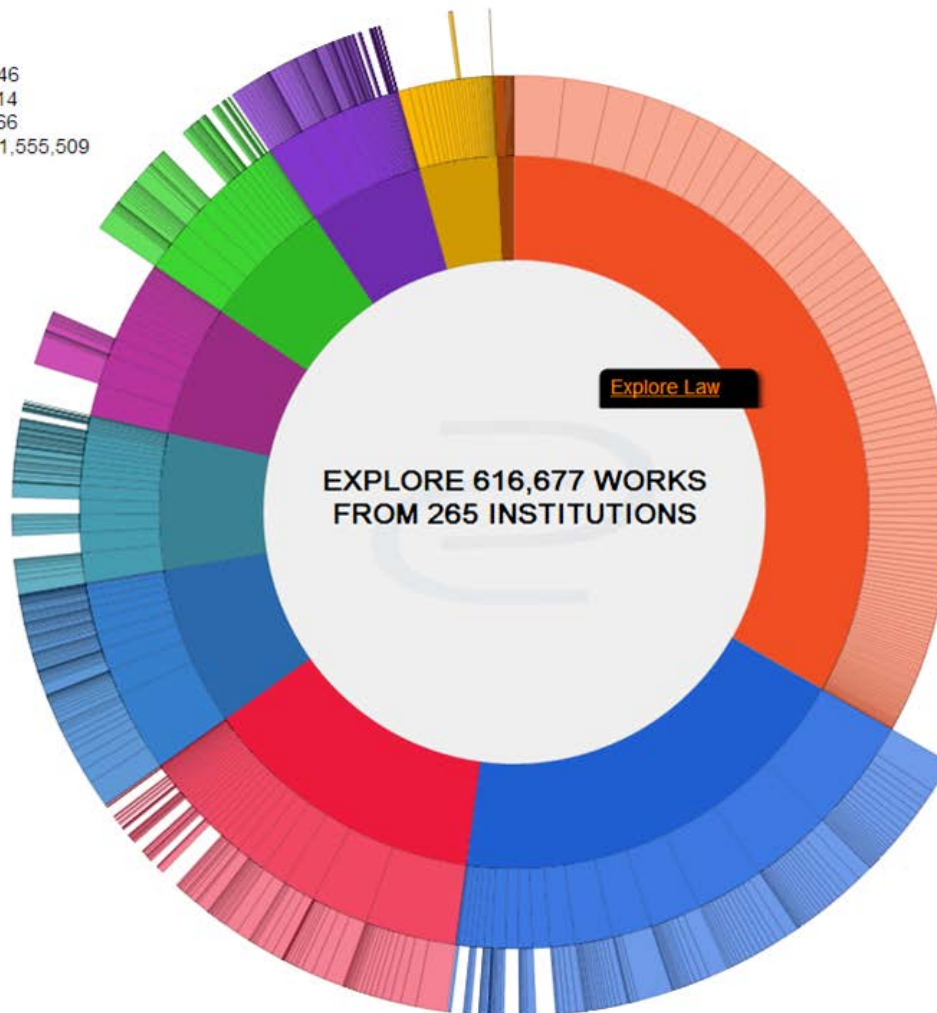 46
14
66
1,555,509
Explore Law
EXPLORE 616,677 WORKS
FROM 265 INSTITUTIONS